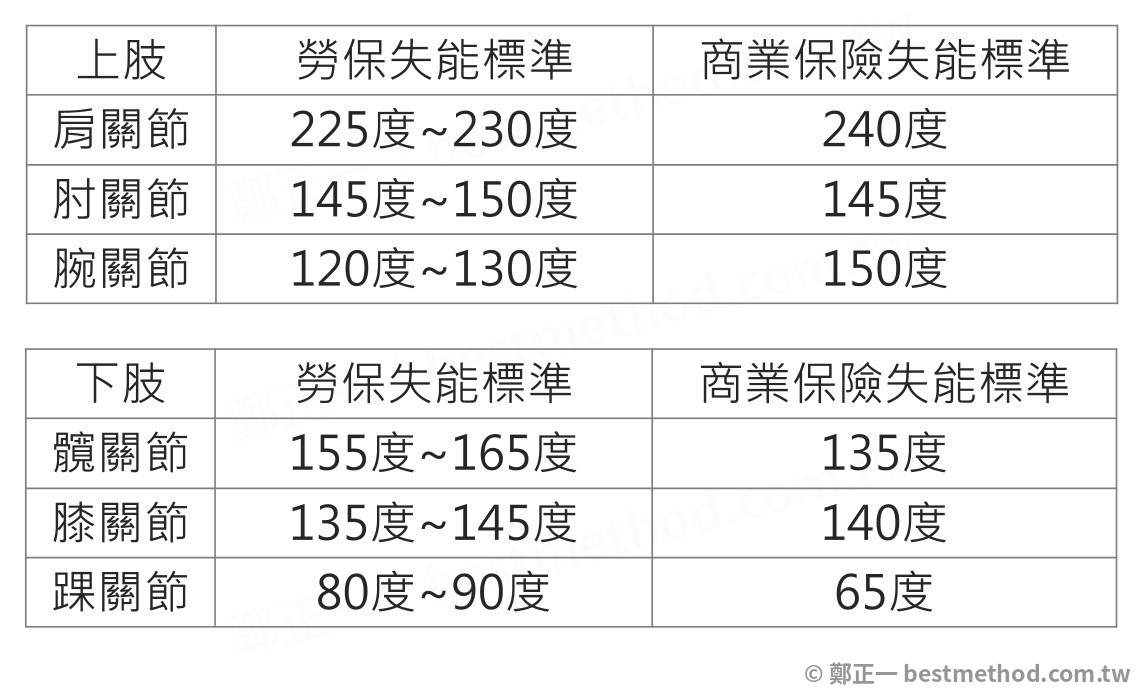 上肢 勞保失能標準 商業保險失能標準
肩關節 225度~230度 240度
肘關節 145度~150度 145度
腕關節 120度~130度 150度
下肢 勞保失能標準 商業保險失能標準
髖關節 155度~165度 135度
膝關節 135度~145度 140度
踝關節 80度~90度 65度
© 鄭正一 bestmethod.com.tw